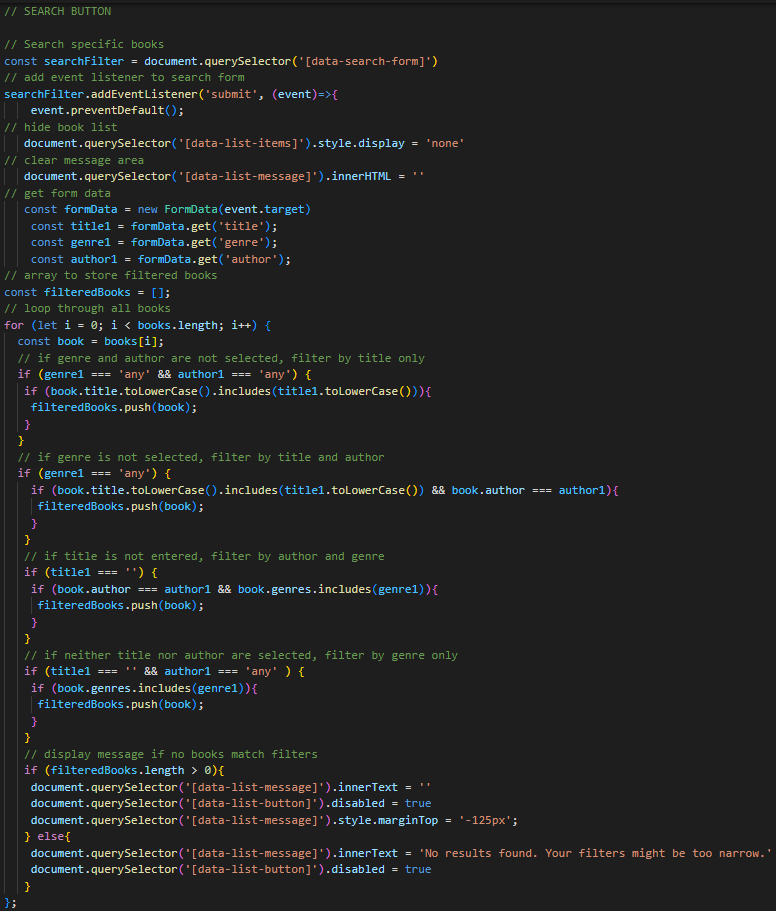 // SEARCH BUTTON
// Search specific books
const searchFilter = document.querySelector('[data-search-form]')
// add event listener to search form
searchFilter.addEventListener('submit', (event)=>{
event.preventDefault();
// hide book list
document.querySelector('[data-list-items]').style.display = 'none'
// clear message area
document.querySelector('[data-list-message]').innerHTML = ''
// get form data
const formData = new FormData(event.target)
const title1 = formData.get('title');
const genre1 = formData.get('genre');
const author1 = formData.get('author');
// array to store filtered books
const filteredBooks = [];
// loop through all books
for (let i = 0; i < books.length; i++) {
const book = books[i];
// if genre and author are not selected, filter by title only
if (genre1 === 'any' && author1 === 'any') {
if (book.title.toLowerCase().includes(title1.toLowerCase())){
filteredBooks.push(book);
}
}
// if genre is not selected, filter by title and author
if (genre1 === 'any') {
if (book.title.toLowerCase().includes(title1.toLowerCase()) && book.author === author1){
filteredBooks.push(book);
}
}
// if title is not entered, filter by author and genre
if (title1 === '') {
if (book.author === author1 && book.genres.includes(genre1)){
filteredBooks.push(book);
}
}
// if neither title nor author are selected, filter by genre only
if (title1 === '' && author1 === 'any' ) {
if (book.genres.includes(genre1)){
filteredBooks.push(book);
}
}
// display message if no books match filters
if (filteredBooks.length > 0){
document.querySelector('[data-list-message]').innerText = ''
document.querySelector('[data-list-button]').disabled = true
document.querySelector('[data-list-message]').style.marginTop = '-125px';
} else{
document.querySelector('[data-list-message]').innerText = 'No results found. Your filters might be too narrow.'
document.querySelector('[data-list-button]').disabled = true
}
};